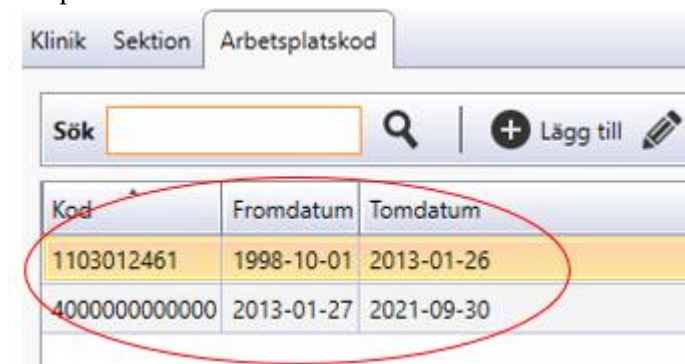 Klinik Sektion Arbetsplatskod
Sök Lägg till
Kod Fromdatum Tomdatum
1103012461 1998-10-01 2013-01-26
4000000000000 2013-01-27 2021-09-30